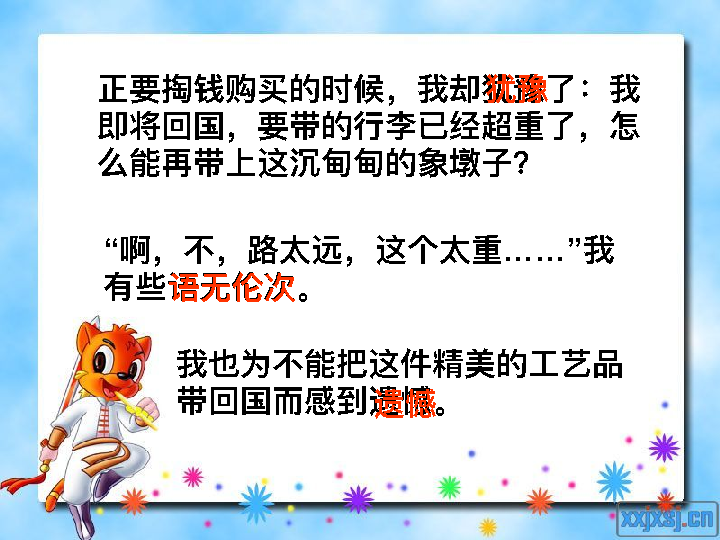 正要掏钱购买的时候，我却犹豫了：我
即将回国，要带的行李已经超重了，怎
么能再带上这沉甸甸的象墩子？
“啊，不，路太远，这个太重……”我
有些语无伦次。
我也为不能把这件精美的工艺品
带回国而感到遗憾。
xxjxsj.cn